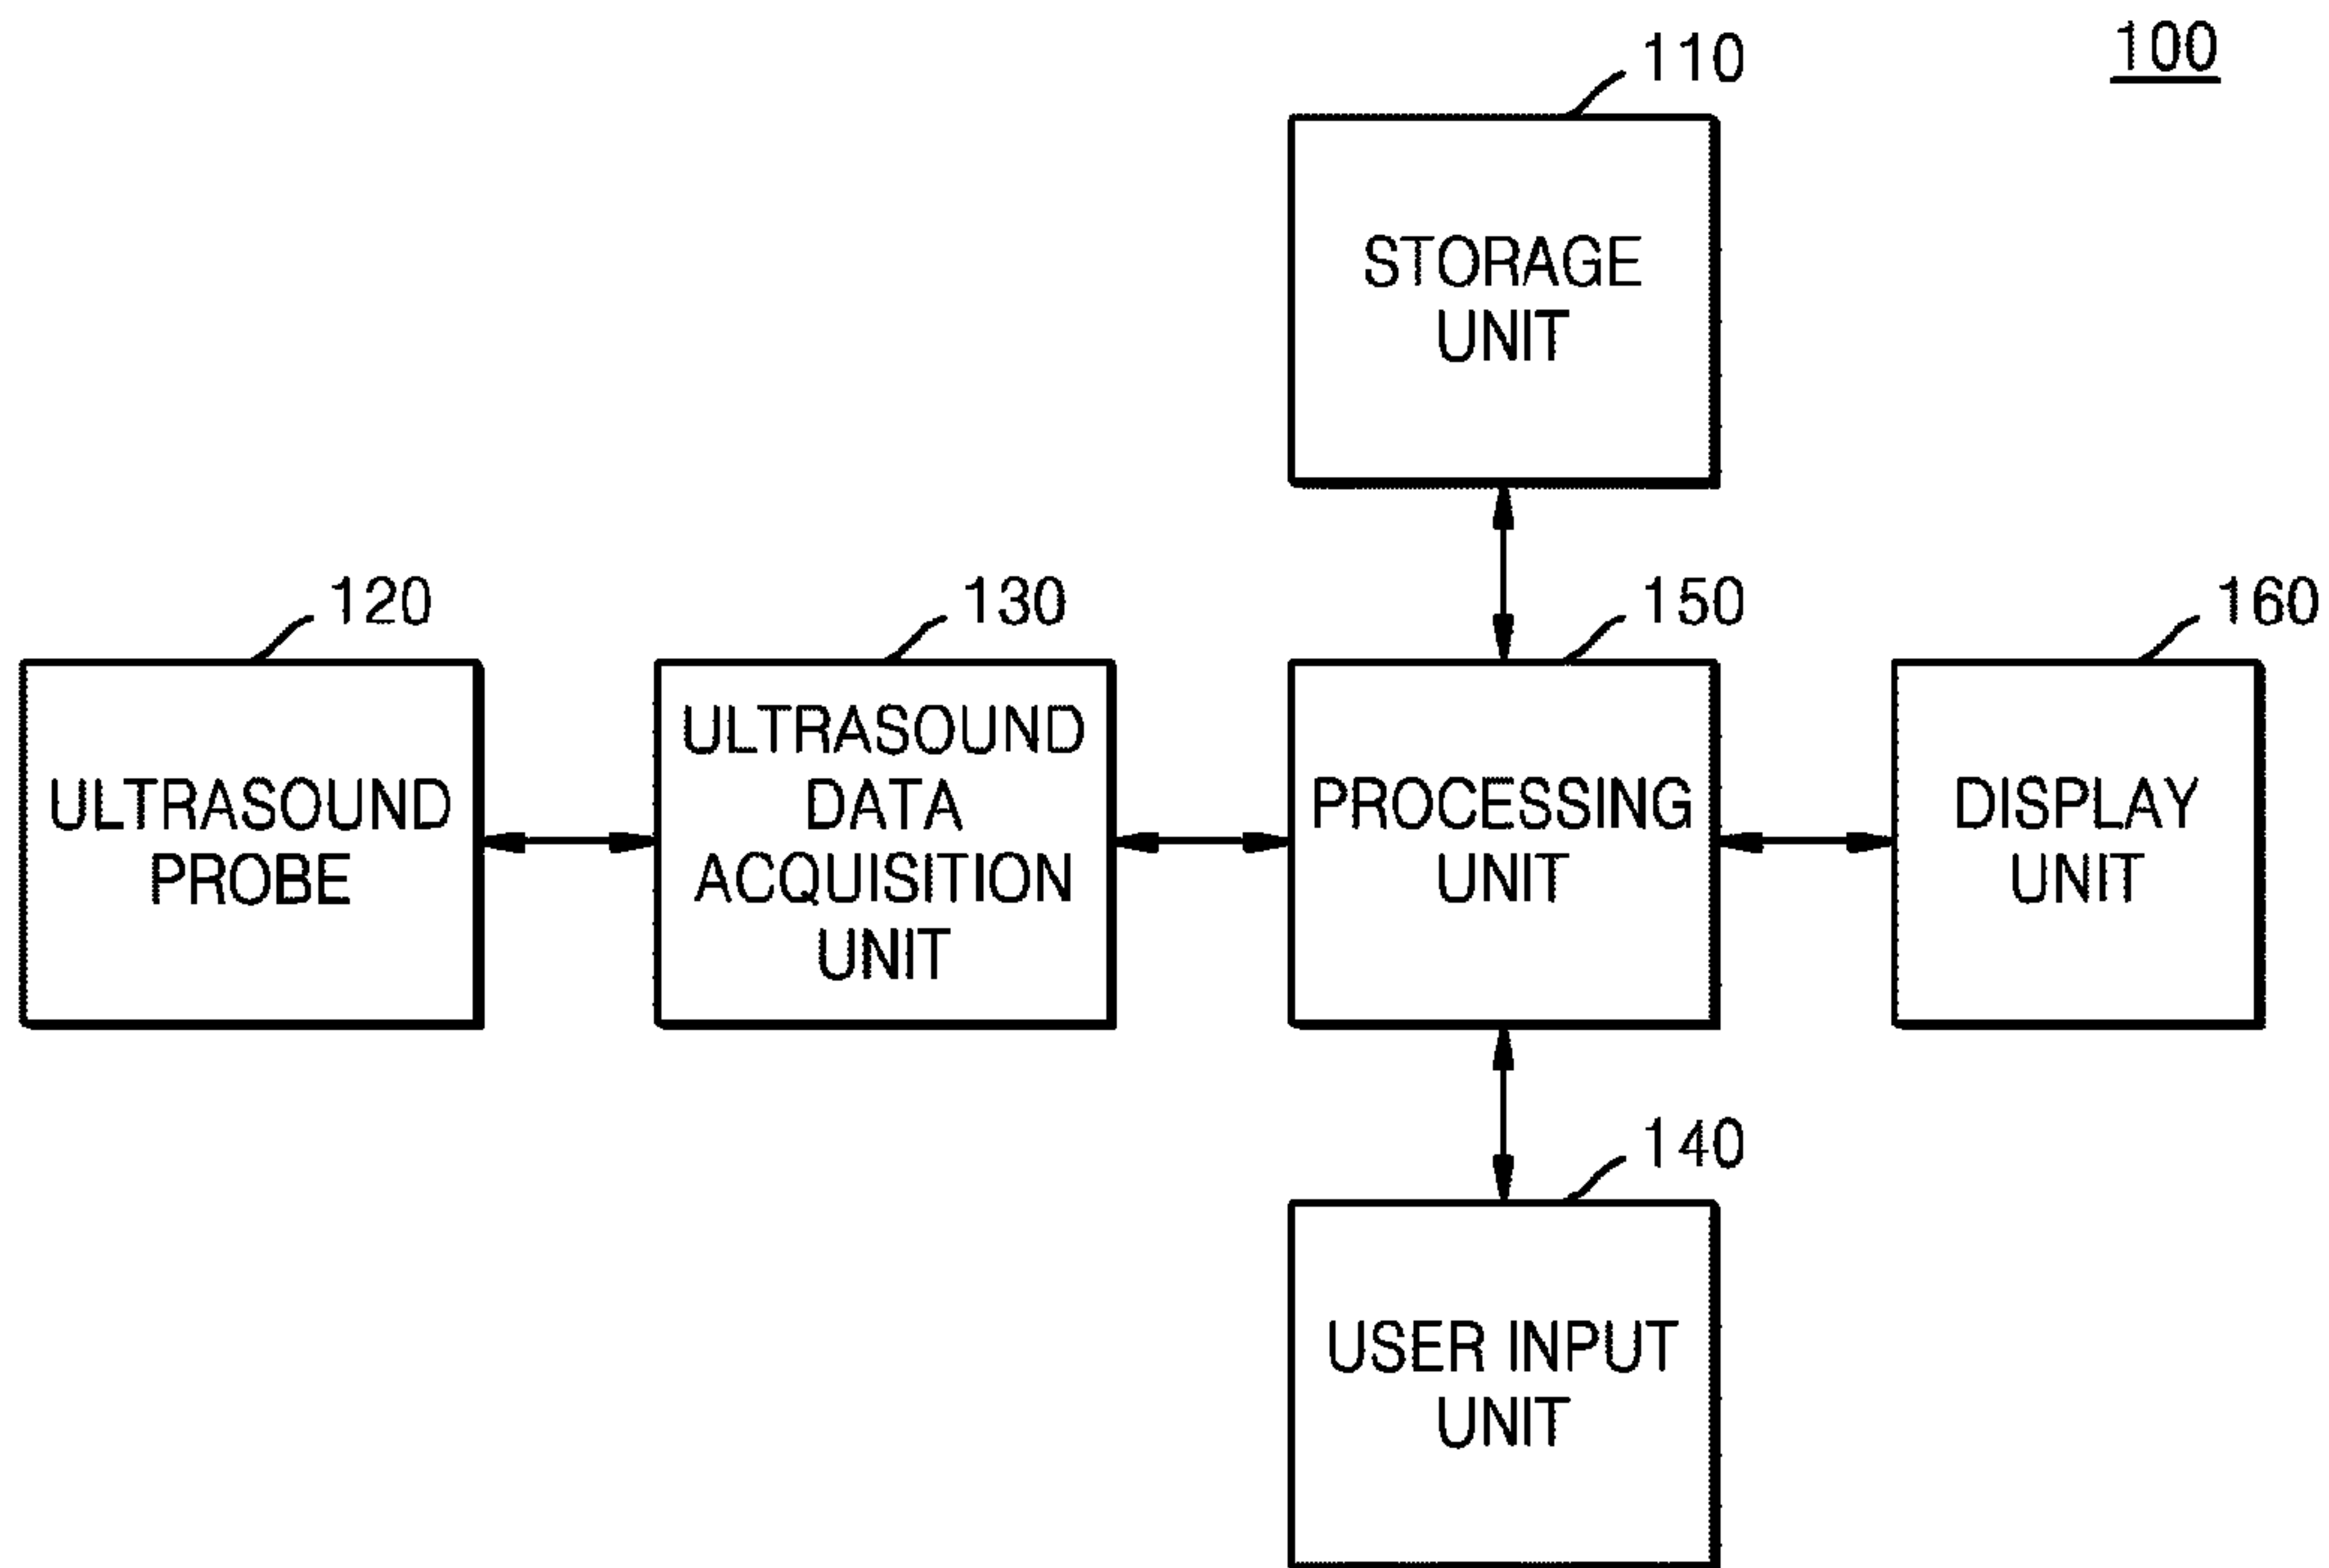 100
110
STORAGE
UNIT
120
130
150
160
ULTRASOUND
PROBE
ULTRASOUND
DATA
ACQUISITION
UNIT
PROCESSING
UNIT
DISPLAY
UNIT
140
USER INPUT
UNIT